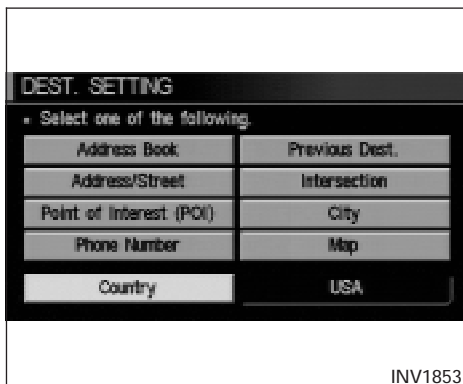 DEST. SETTING
Select one of the following.
Address Book Previous Dest.
Address/Street Intersection
Point of Interest (POI) City
Phone Number Map
Country USA
INV1853